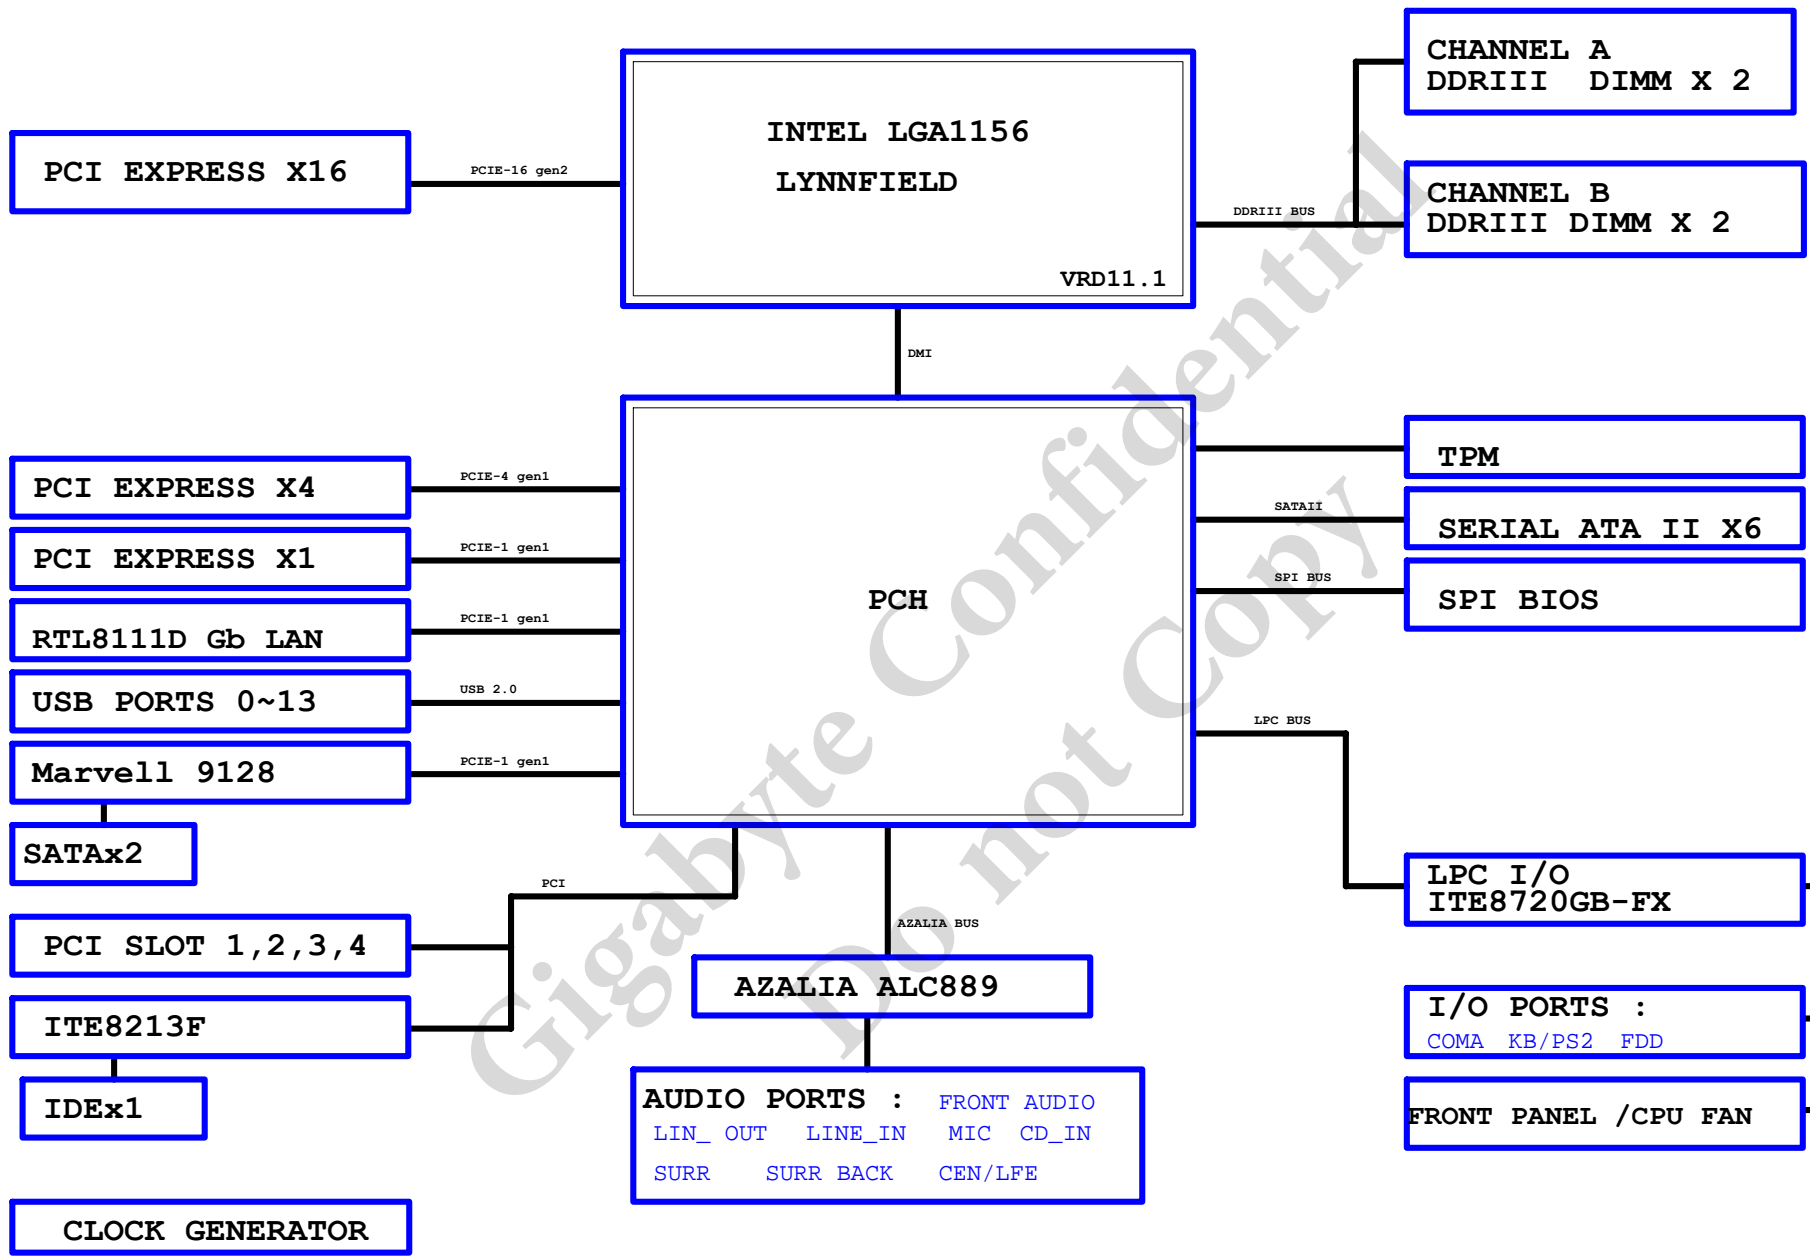 CHANNEL A
DDRIII DIMM X 2
INTEL LGA1156
LYNNFIELD
VRD11.1
PCI EXPRESS X16
PCIE-16 gen2
CHANNEL B
DDRIII DIMM X 2
DDRIII BUS
DMI
PCH
PCI EXPRESS X4
PCIE-4 gen1
PCI EXPRESS X1
PCIE-1 gen1
RTL8111D Gb LAN
PCIE-1 gen1
USB PORTS 0~13
USB 2.0
Marvell 9128
PCIE-1 gen1
SATAx2
TPM
SATAII
SERIAL ATA II X6
SPI BUS
SPI BIOS
LPC BUS
LPC I/O
ITE8720GB-FX
PCI
PCI SLOT 1,2,3,4
ITE8213F
IDEx1
AZALIA BUS
AZALIA ALC889
AUDIO PORTS : FRONT AUDIO
LIN_ OUT LINE_IN MIC CD_IN
SURR SURR BACK CEN/LFE
I/O PORTS :
COMA KB/PS2 FDD
FRONT PANEL /CPU FAN
CLOCK GENERATOR
Gigabyte Confidential
Do not Copy